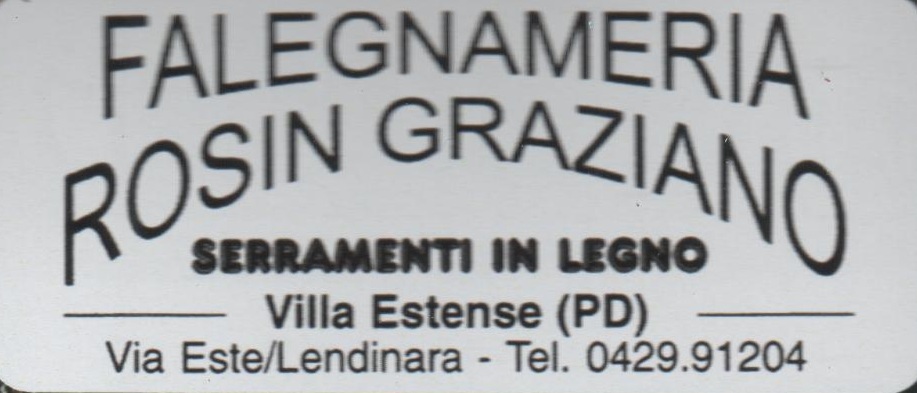 FALEGNAMERIA
ROSIN GRAZIANO
SERRAMENTI IN LEGNO
Villa Estense (PD)
Via Este/Lendinara - Tel. 0429.91204